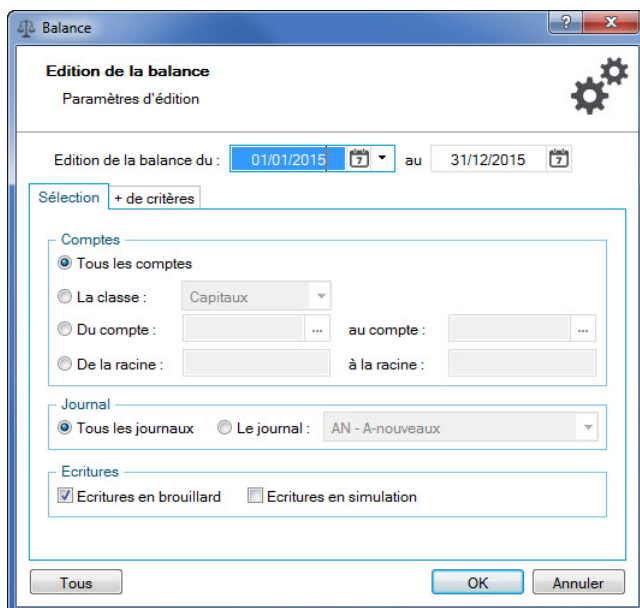 Balance
Edition de la balance
Paramètres d'édition
Edition de la balance du : 01/01/2015 7 au 31/12/2015 7
Sélection + de critères
Comptes
Tous les comptes
La classe : Capitaux
Du compte : ... au compte : ...
De la racine : à la racine :
Journal
Tous les journaux Le journal : AN - A-nouveaux
Ecritures
Ecritures en brouillard Ecritures en simulation
Tous OK Annuler